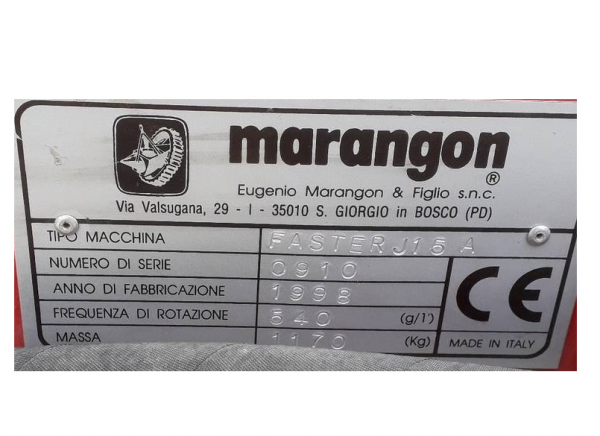 marangon®
Eugenio Marangon & Figlio s.n.c.
Via Valsugana, 29 - I - 35010 S. GIORGIO in BOSCO (PD)
TIPO MACCHINA FASTER J15 A
NUMERO DI SERIE 0910
ANNO DI FABBRICAZIONE 1998
FREQUENZA DI ROTAZIONE 540 (g/1')
MASSA 1170 (Kg)
CE
MADE IN ITALY